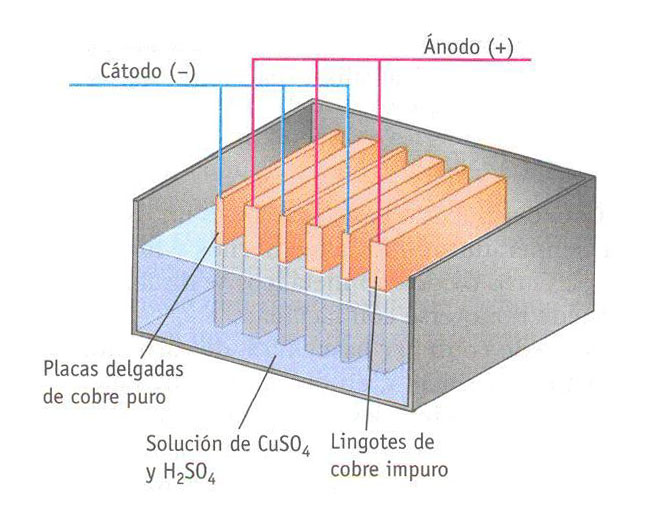 Ánodo (+)
Cátodo (–)
Placas delgadas
de cobre puro
Solución de CuSO₄
y H₂SO₄
Lingotes de
cobre impuro